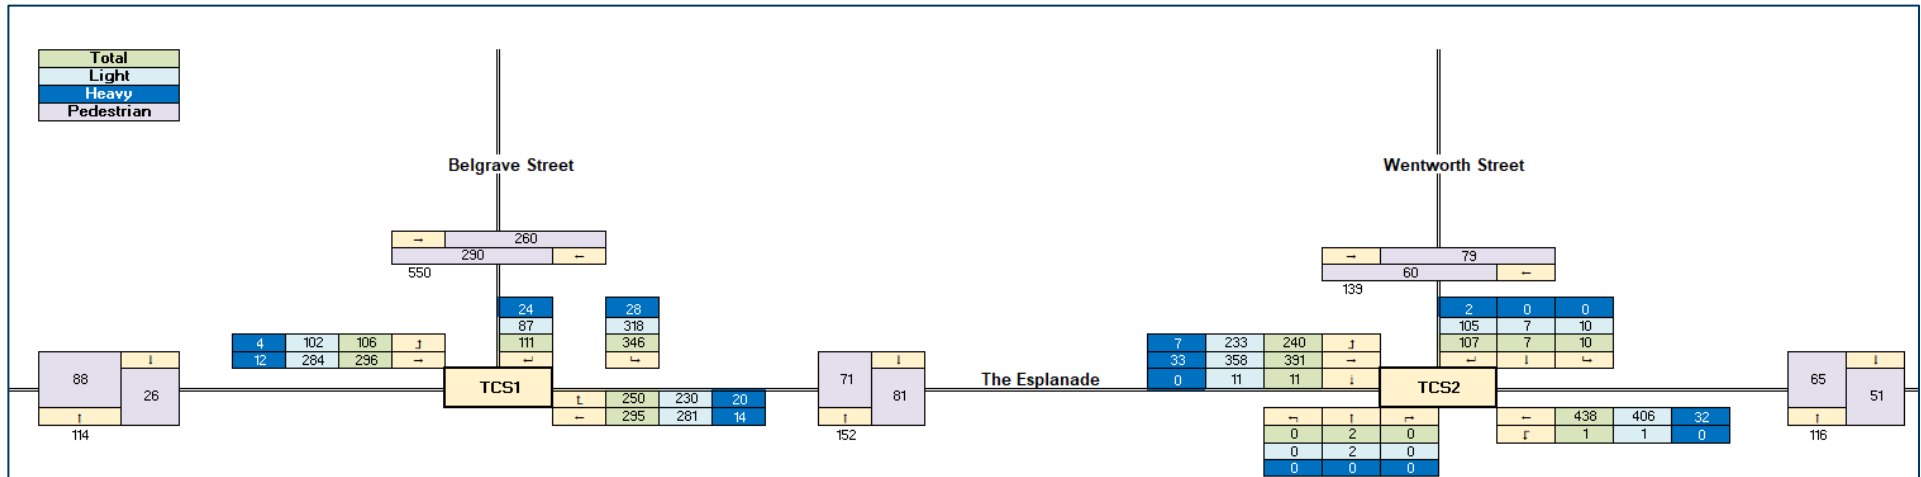 Total
Light
Heavy
Pedestrian
Belgrave Street
Wentworth Street
→ 260
290 ←
550
→ 79
60 ←
139
24 28
87 318
111 346
↵ ↳
4 102 106 ↥
12 284 296 →
2 0 0
105 7 10
107 7 10
↵ ↓ ↳
7 233 240 ↥
33 358 391 →
0 11 11 ↓
88 ↓
26
↑
114
TCS1
71 ↓
81
↑
152
The Esplanade
TCS2
65 ↓
51
↑
116
↥ 250 230 20
← 295 281 14
↰ ↑ ↱
0 2 0
0 2 0
0 0 0
← 438 406 32
↱ 1 1 0